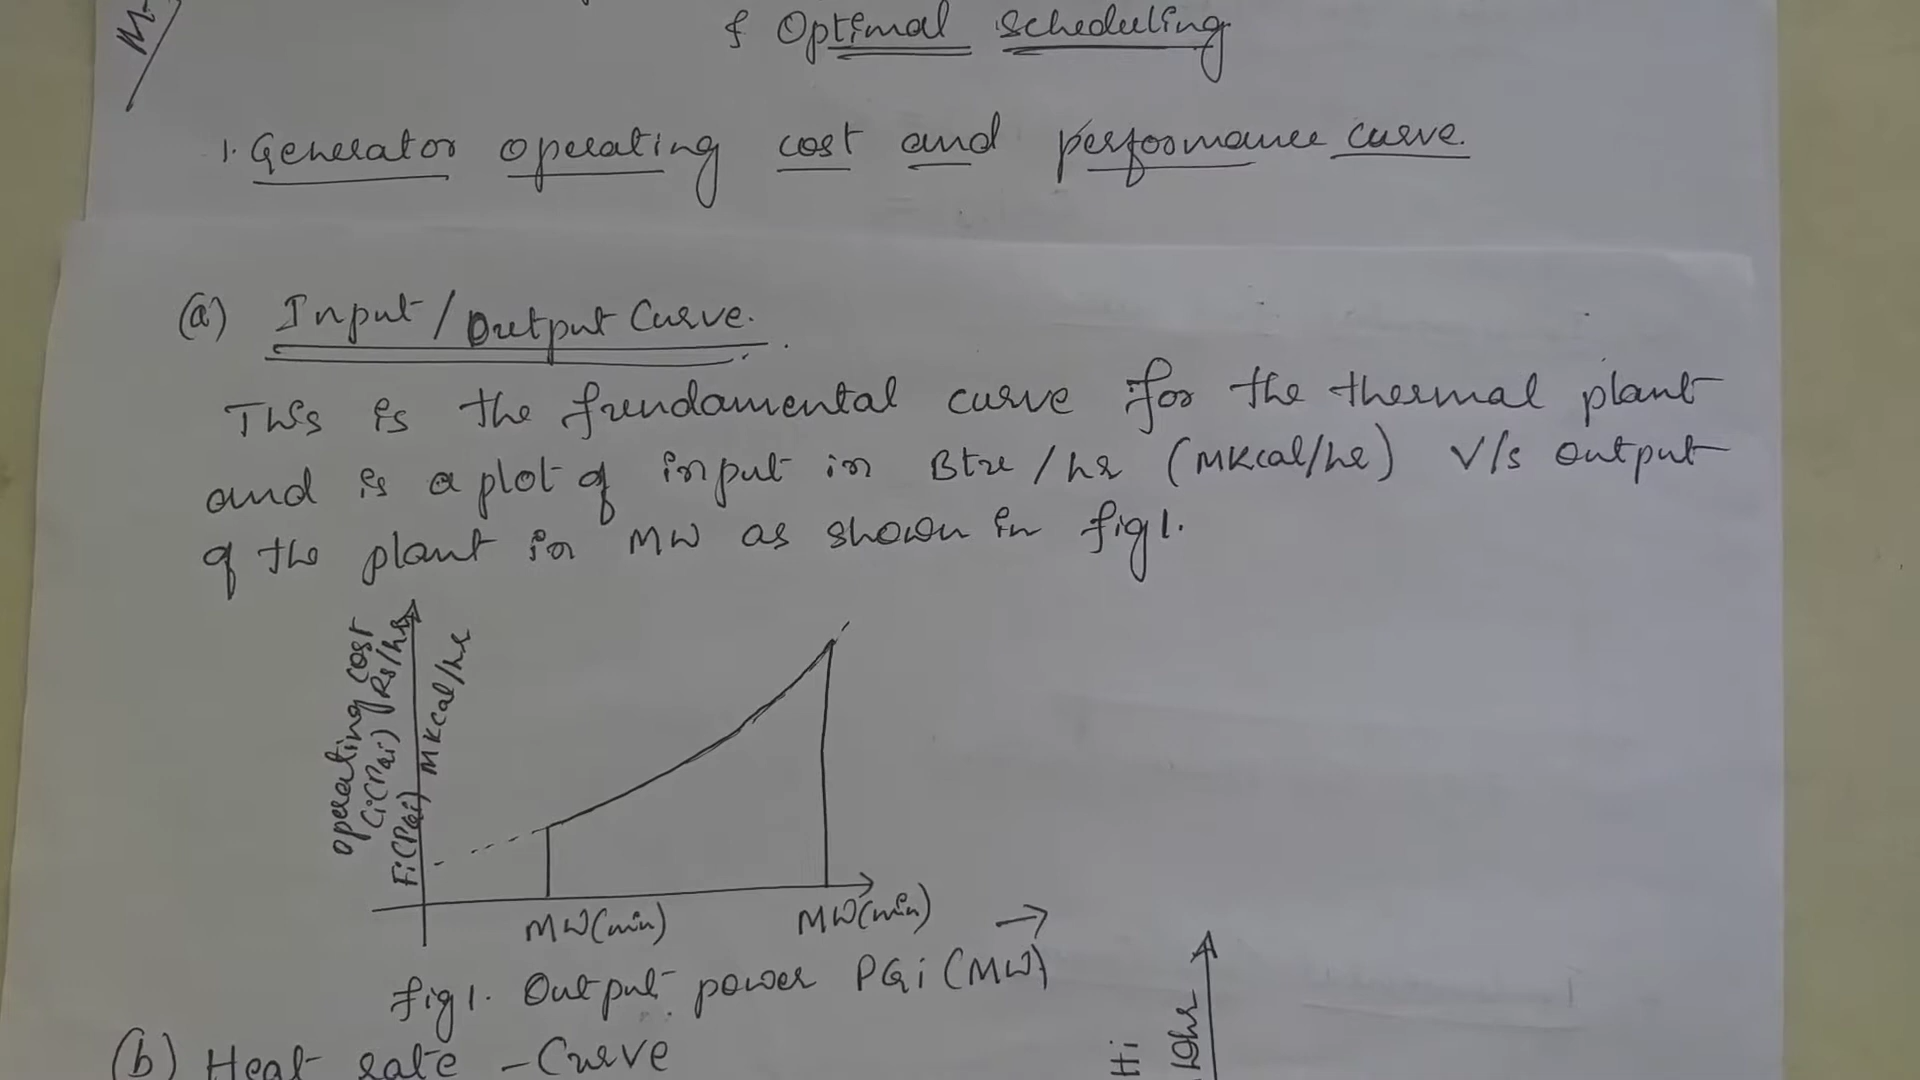 M-
& Optimal scheduling
1. Generator operating cost and performance curve.
(a) Input/Output Curve.
This is the fundamental curve for the thermal plant
and is a plot of input in Btu/hr (MKcal/hr) V/s output
of the plant in MW as shown in fig 1.
Operating cost
Ci(PGi) Rs/hr
Fi(PGi) MKcal/hr
MW(min)
MW(min)
fig 1. Output power PGi (MW)
(b) Heat rate - Curve
Hi